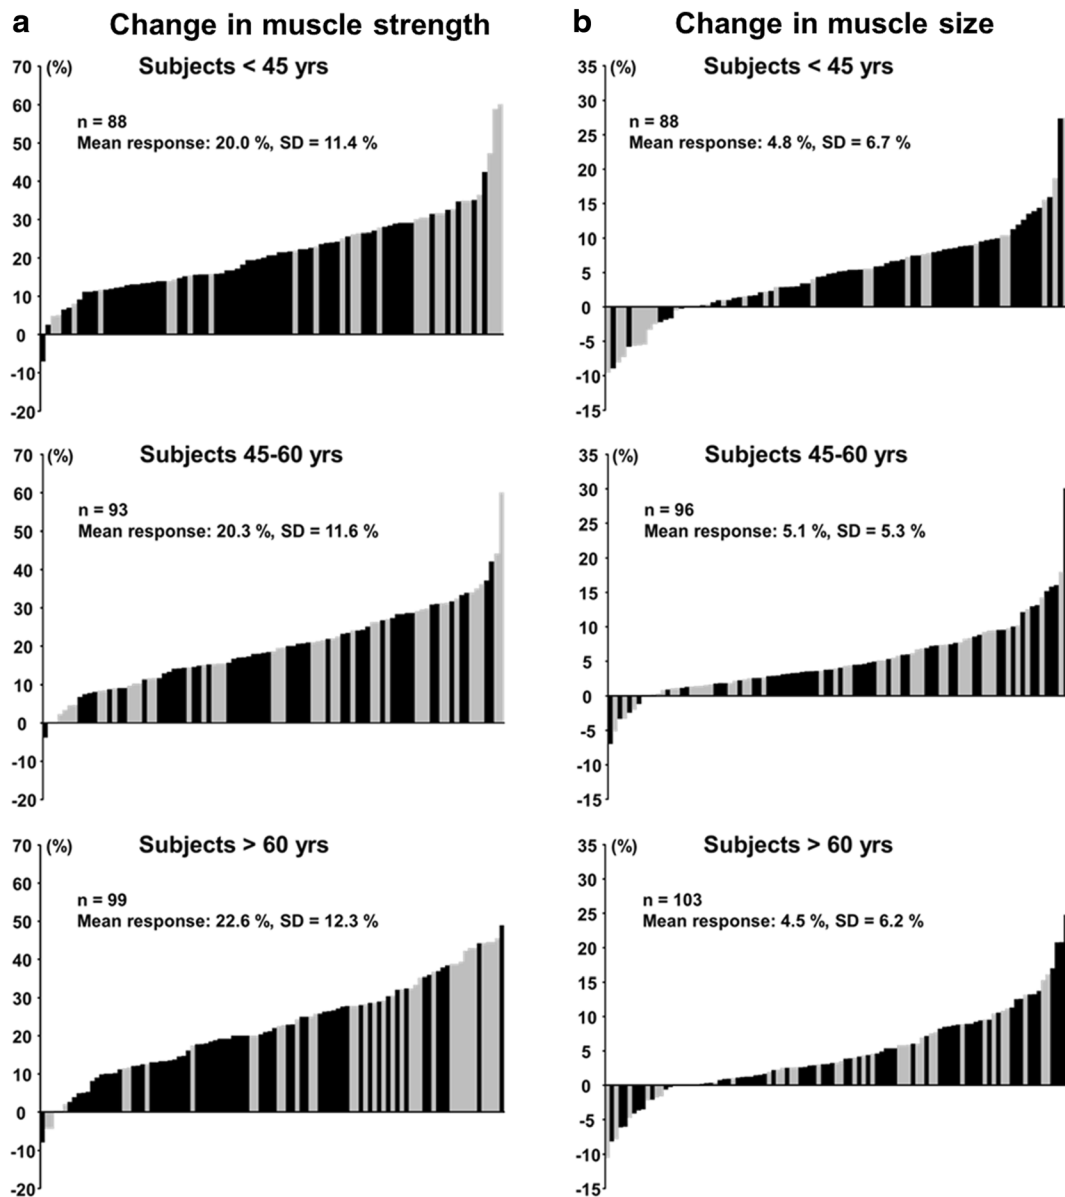 a Change in muscle strength
70 (%) Subjects < 45 yrs
60
n = 88
50 Mean response: 20.0 %, SD = 11.4 %
40
30
20
10
0
-10
-20
70 (%) Subjects 45-60 yrs
60
n = 93
50 Mean response: 20.3 %, SD = 11.6 %
40
30
20
10
0
-10
-20
70 (%) Subjects > 60 yrs
60
n = 99
50 Mean response: 22.6 %, SD = 12.3 %
40
30
20
10
0
-10
-20
b Change in muscle size
35 (%) Subjects < 45 yrs
30
n = 88
25 Mean response: 4.8 %, SD = 6.7 %
20
15
10
5
0
-5
-10
-15
35 (%) Subjects 45-60 yrs
30
n = 96
25 Mean response: 5.1 %, SD = 5.3 %
20
15
10
5
0
-5
-10
-15
35 (%) Subjects > 60 yrs
30
n = 103
25 Mean response: 4.5 %, SD = 6.2 %
20
15
10
5
0
-5
-10
-15